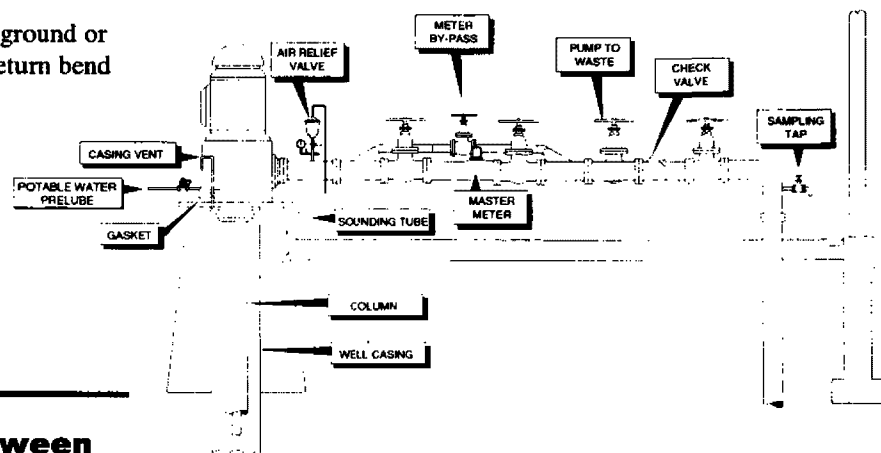 ground or
eturn bend
AIR RELIEF
VALVE
METER
BY-PASS
PUMP TO
WASTE
CHECK
VALVE
SAMPLING
TAP
CASING VENT
POTABLE WATER
PRELUBE
GASKET
SOUNDING TUBE
MASTER
METER
COLUMN
WELL CASING
ween